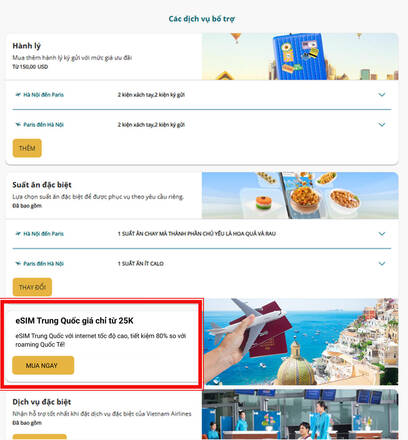 Các dịch vụ bổ trợ
Hành lý
Mua thêm hành lý ký gửi với mức giá ưu đãi
Từ 150,00 USD
Hà Nội đến Paris 2 kiện xách tay,2 kiện ký gửi
Paris đến Hà Nội 2 kiện xách tay,2 kiện ký gửi
THÊM
Suất ăn đặc biệt
Lựa chọn suất ăn đặc biệt để được phục vụ theo yêu cầu riêng.
Đã bao gồm
Hà Nội đến Paris 1 SUẤT ĂN CHAY MÀ THÀNH PHẦN CHỦ YẾU LÀ HOA QUẢ VÀ RAU
Paris đến Hà Nội 1 SUẤT ĂN ÍT CALO
THAY ĐỔI
eSIM Trung Quốc giá chỉ từ 25K
eSIM Trung Quốc với internet tốc độ cao, tiết kiệm 80% so với
roaming Quốc Tế!
MUA NGAY
Dịch vụ đặc biệt
Nhận hỗ trợ tốt nhất khi đặt dịch vụ đặc biệt của Vietnam Airlines
Đã bao gồm